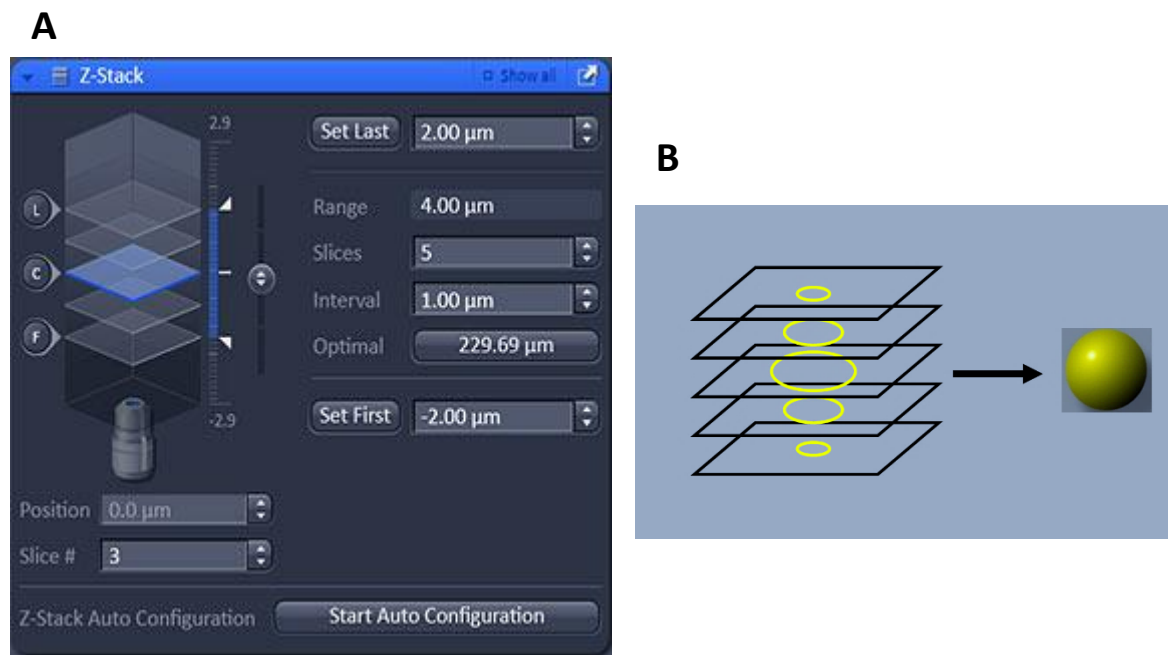 A
Z-Stack
Show all
2.9
Set Last 2.00 µm
L
Range 4.00 µm
Slices 5
C
Interval 1.00 µm
F
Optimal 229.69 µm
-2.9
Set First -2.00 µm
Position 0.0 µm
Slice # 3
Z-Stack Auto Configuration Start Auto Configuration
B